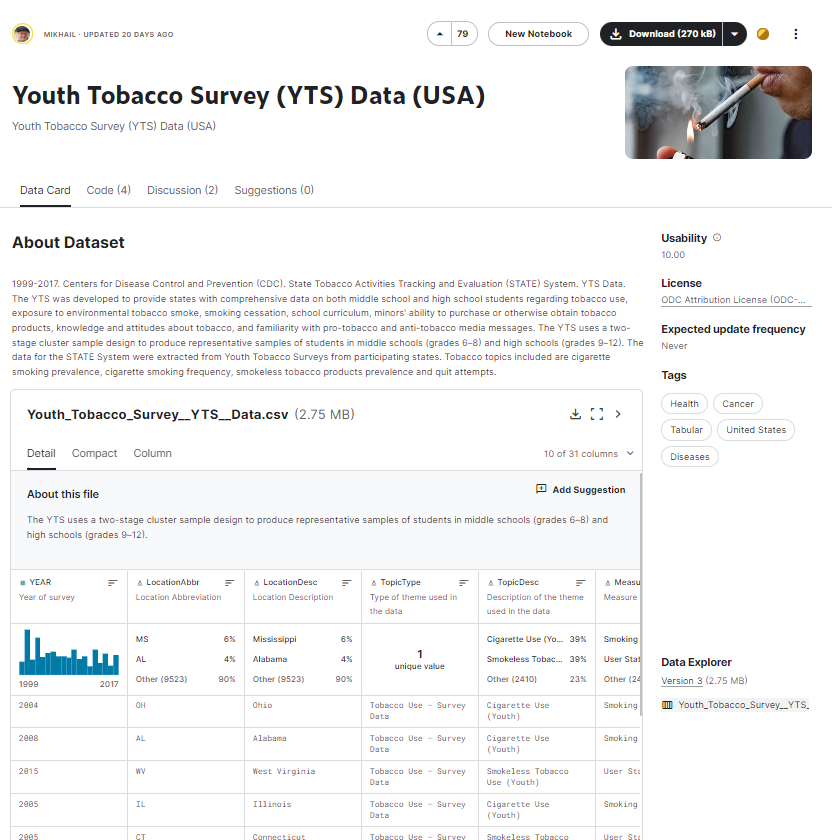 MIKHAIL · UPDATED 20 DAYS AGO
79
New Notebook
Download (270 kB)
Youth Tobacco Survey (YTS) Data (USA)
Youth Tobacco Survey (YTS) Data (USA)
Data Card
Code (4)
Discussion (2)
Suggestions (0)
About Dataset
1999-2017. Centers for Disease Control and Prevention (CDC). State Tobacco Activities Tracking and Evaluation (STATE) System. YTS Data.
The YTS was developed to provide states with comprehensive data on both middle school and high school students regarding tobacco use,
exposure to environmental tobacco smoke, smoking cessation, school curriculum, minors' ability to purchase or otherwise obtain tobacco
products, knowledge and attitudes about tobacco, and familiarity with pro-tobacco and anti-tobacco media messages. The YTS uses a two-
stage cluster sample design to produce representative samples of students in middle schools (grades 6–8) and high schools (grades 9–12). The
data for the STATE System were extracted from Youth Tobacco Surveys from participating states. Tobacco topics included are cigarette
smoking prevalence, cigarette smoking frequency, smokeless tobacco products prevalence and quit attempts.
Usability
10.00
License
ODC Attribution License (ODC-...
Expected update frequency
Never
Tags
Health
Cancer
Tabular
United States
Diseases
Youth_Tobacco_Survey__YTS__Data.csv (2.75 MB)
Detail
Compact
Column
10 of 31 columns
About this file
Add Suggestion
The YTS uses a two-stage cluster sample design to produce representative samples of students in middle schools (grades 6–8) and
high schools (grades 9–12).
# YEAR
Year of survey
LocationAbbr
Location Abbreviation
LocationDesc
Location Description
TopicType
Type of theme used in
the data
TopicDesc
Description of the theme
used in the data
Measu
Measure
1999 2017
MS 6%
AL 4%
Other (9523) 90%
Mississippi 6%
Alabama 4%
Other (9523) 90%
1
unique value
Cigarette Use (Yo... 39%
Smokeless Tobac... 39%
Other (2410) 23%
Smoking
User Stat
Other (24
2004
OH
Ohio
Tobacco Use – Survey
Data
Cigarette Use
(Youth)
Smoking
2008
AL
Alabama
Tobacco Use – Survey
Data
Cigarette Use
(Youth)
Smoking
2015
WV
West Virginia
Tobacco Use – Survey
Data
Smokeless Tobacco
Use (Youth)
User Sta
2005
IL
Illinois
Tobacco Use – Survey
Data
Cigarette Use
(Youth)
Smoking
2005
CT
Connecticut
Tobacco Use – Survey
Smokeless Tobacco
User Sta
Data Explorer
Version 3 (2.75 MB)
Youth_Tobacco_Survey__YTS_